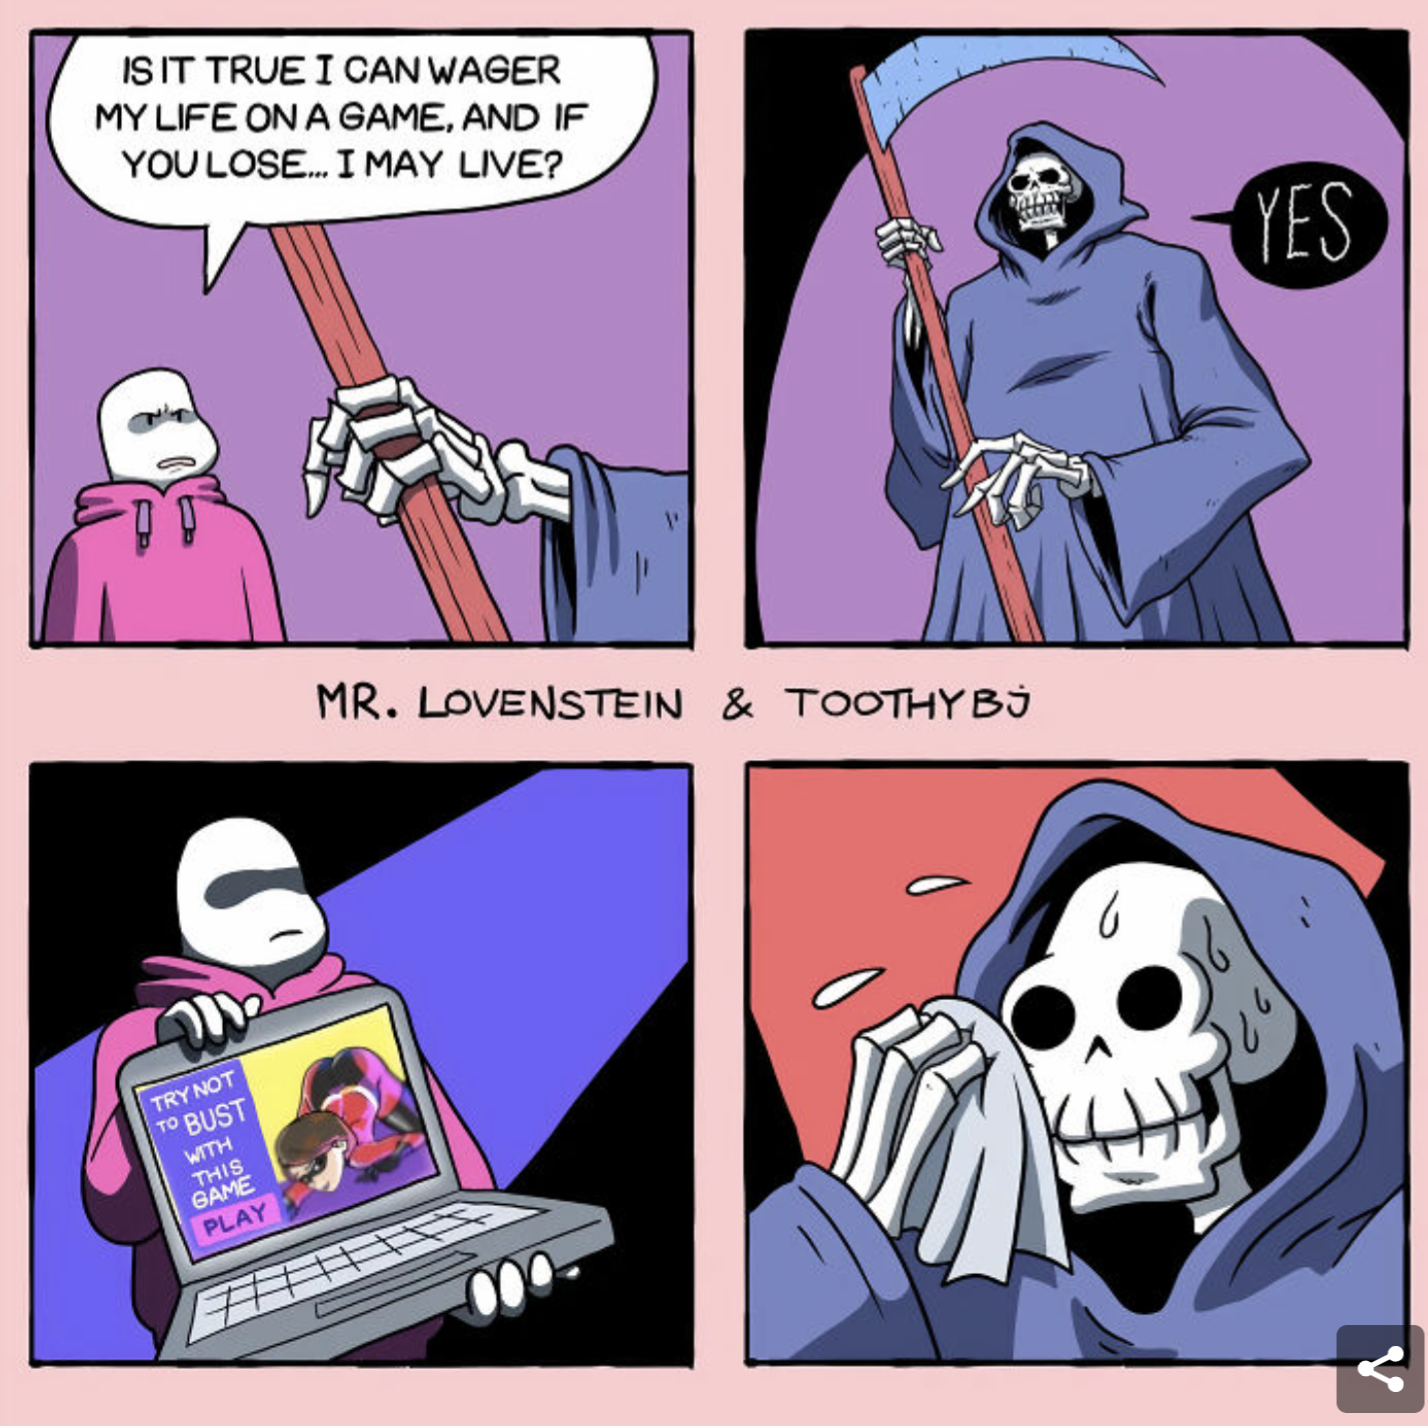 IS IT TRUE I CAN WAGER
MY LIFE ON A GAME, AND IF
YOU LOSE... I MAY LIVE?
YES
MR. LOVENSTEIN & TOOTHYBJ
TRY NOT
TO BUST
WITH
THIS
GAME
PLAY